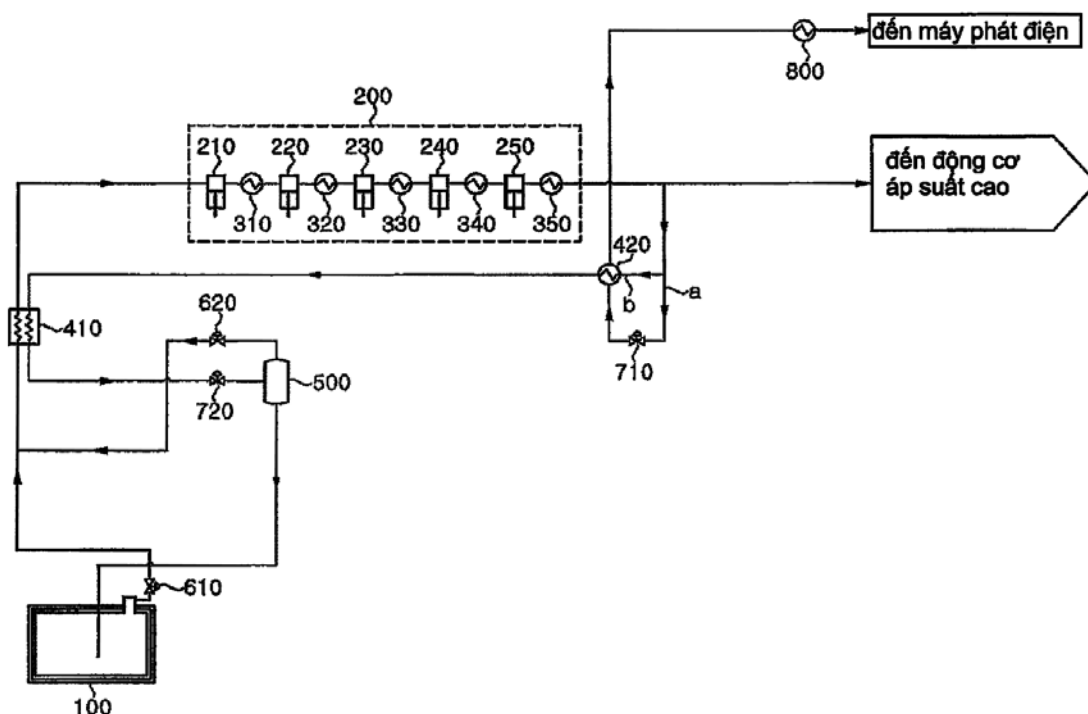 đến máy phát điện
800
200
210 220 230 240 250
đến động cơ
áp suất cao
310 320 330 340 350
420
b
a
620
410
710
500
720
610
100